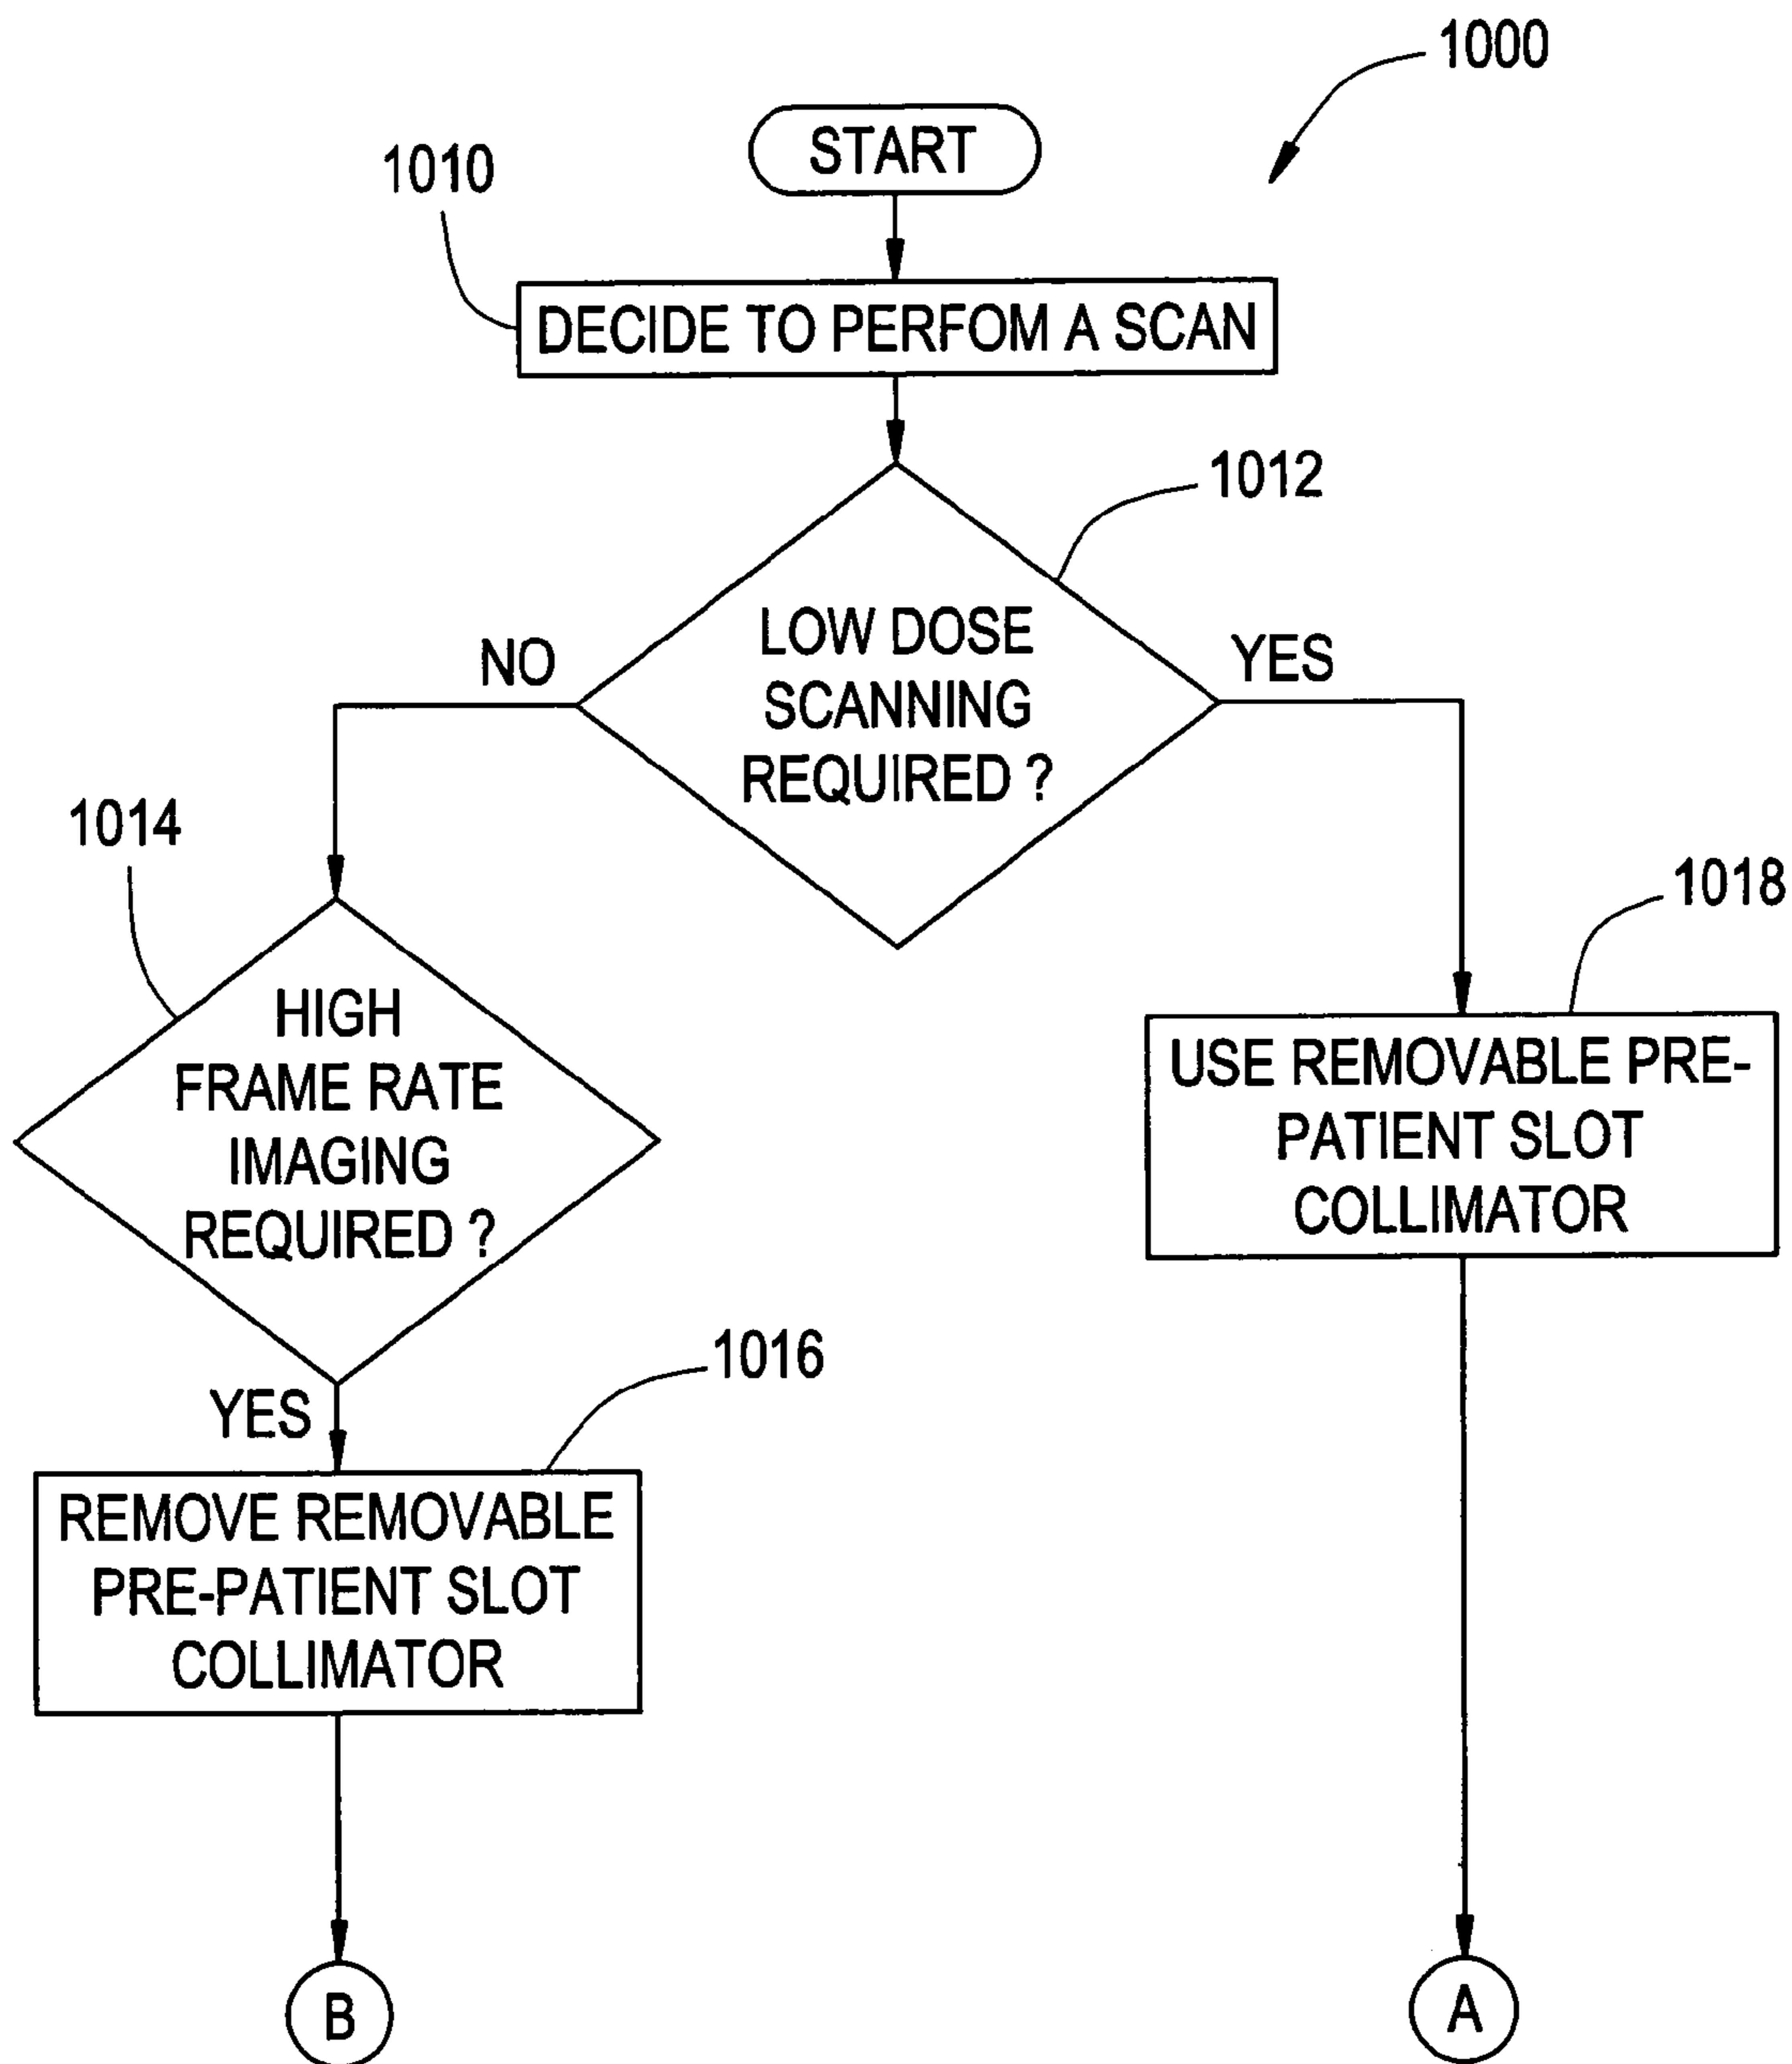 1000
START
1010
DECIDE TO PERFOM A SCAN
1012
LOW DOSE
SCANNING
REQUIRED ?
NO
YES
1014
HIGH
FRAME RATE
IMAGING
REQUIRED ?
1018
USE REMOVABLE PRE-
PATIENT SLOT
COLLIMATOR
YES
1016
REMOVE REMOVABLE
PRE-PATIENT SLOT
COLLIMATOR
B
A